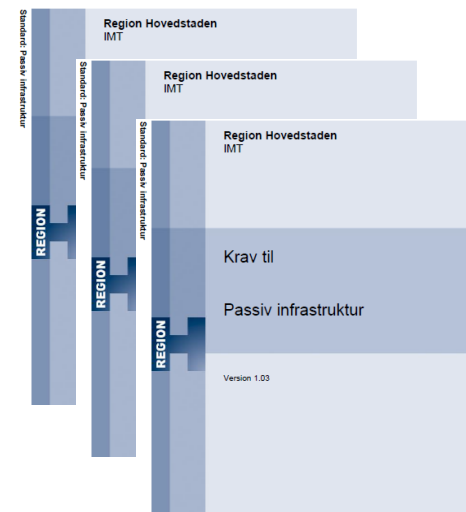 Standard: Passiv infrastruktur
Region Hovedstaden
IMT
REGION
Standard: Passiv infrastruktur
Region Hovedstaden
IMT
REGION
Standard: Passiv infrastruktur
Region Hovedstaden
IMT
Krav til
Passiv infrastruktur
REGION
Version 1.03